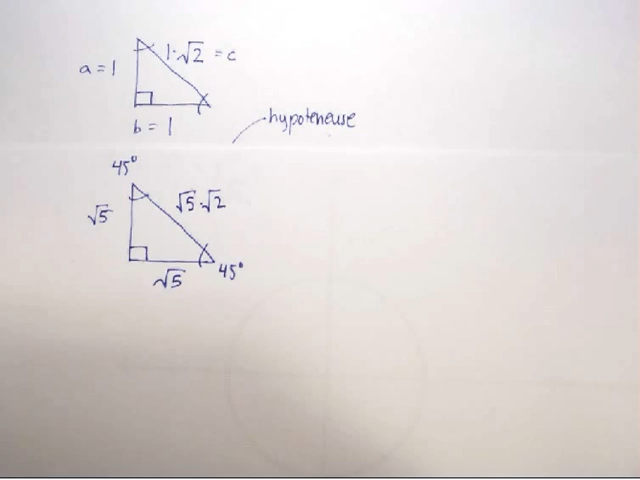 1·√2 = c
a = 1
b = 1
hypoteneuse
45°
√5
√5·√2
√5
45°